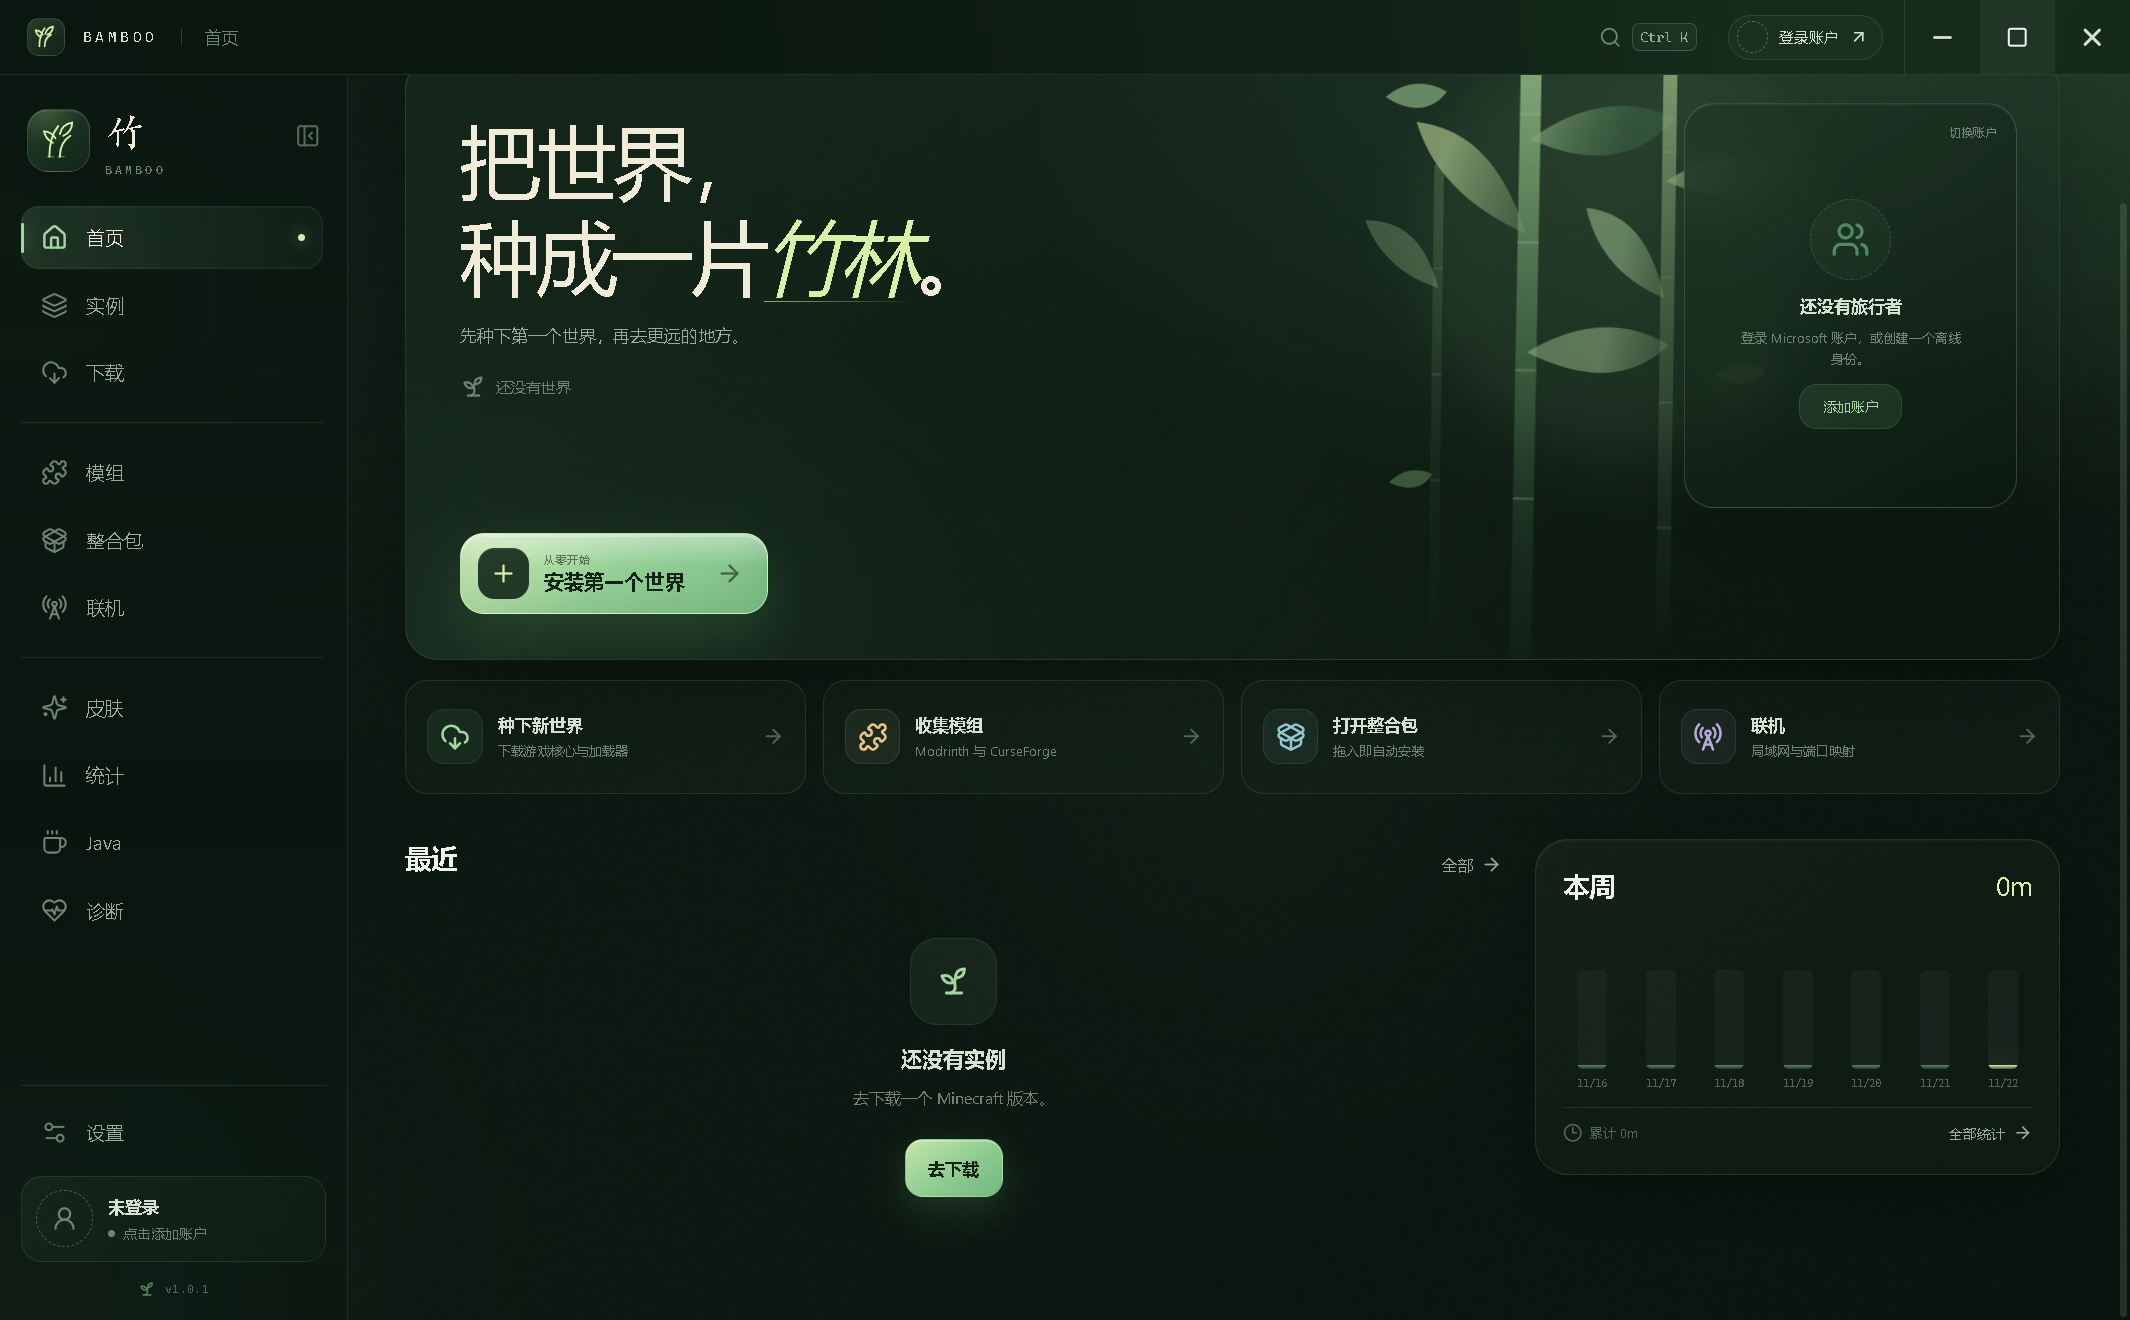 BAMBOO
首页
Ctrl K
登录账户
竹
BAMBOO
首页
实例
下载
模组
整合包
联机
皮肤
统计
Java
诊断
设置
未登录
点击添加账户
v1.0.1
把世界，
种成一片竹林。
先种下第一个世界，再去更远的地方。
还没有世界
从零开始
安装第一个世界
切换账户
还没有旅行者
登录 Microsoft 账户，或创建一个离线
身份。
添加账户
种下新世界
下载游戏核心与加载器
收集模组
Modrinth 与 CurseForge
打开整合包
拖入即自动安装
联机
局域网与端口映射
最近
全部
还没有实例
去下载一个 Minecraft 版本。
去下载
本周
0m
11/16
11/17
11/18
11/19
11/20
11/21
11/22
累计 0m
全部统计